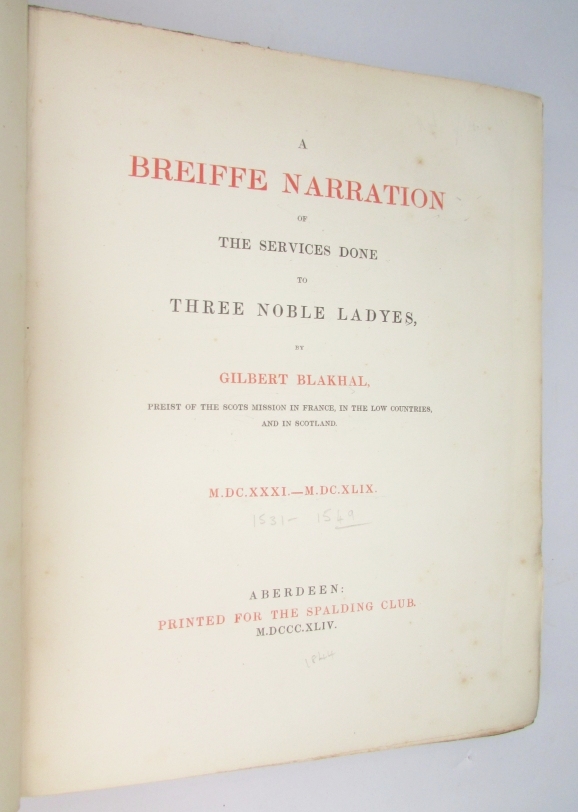 A
BREIFFE NARRATION
OF
THE SERVICES DONE
TO
THREE NOBLE LADYES,
BY
GILBERT BLAKHAL,
PREIST OF THE SCOTS MISSION IN FRANCE, IN THE LOW COUNTRIES,
AND IN SCOTLAND.
M.DC.XXXI.—M.DC.XLIX.
1531– 1569
ABERDEEN:
PRINTED FOR THE SPALDING CLUB.
M.DCCC.XLIV.
1844